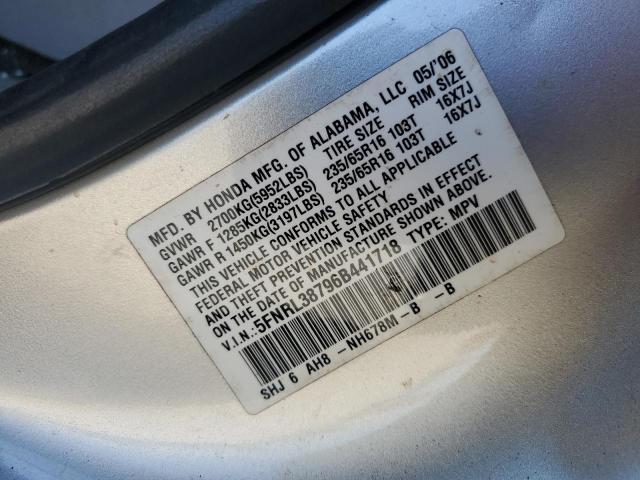 MFD. BY HONDA MFG. OF ALABAMA, LLC 05/'06
GVWR 2700KG(5952LBS) TIRE SIZE RIM SIZE
GAWR F 1285KG(2833LBS) 235/65R16 103T 16X7J
GAWR R 1450KG(3197LBS) 235/65R16 103T 16X7J
THIS VEHICLE CONFORMS TO ALL APPLICABLE
FEDERAL MOTOR VEHICLE SAFETY
AND THEFT PREVENTION STANDARDS IN EFFECT
ON THE DATE OF MANUFACTURE SHOWN ABOVE.
V.I.N.: 5FNRL38796B441718 TYPE: MPV
SHJ 6 AH8 -NH678M-B -B